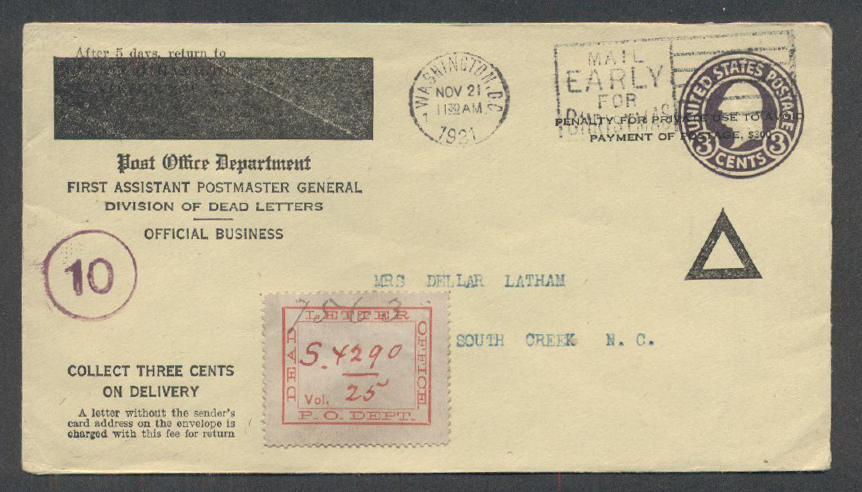 After 5 days, return to
Post Office Department
FIRST ASSISTANT POSTMASTER GENERAL
DIVISION OF DEAD LETTERS
OFFICIAL BUSINESS
WASHINGTON, D.C.
NOV 21
11 30 AM
1921
MAIL
EARLY
FOR
CHRISTMAS
UNITED STATES POSTAGE
3 CENTS 3
PENALTY FOR PRIVATE USE TO AVOID
PAYMENT OF POSTAGE, $300
10
MRS DELLAR LATHAM
SOUTH CREEK N. C.
COLLECT THREE CENTS
ON DELIVERY
A letter without the sender's
card address on the envelope is
charged with this fee for return
LETTER
DEAD
OFFICE
S. 4290
Vol. 25
P. O. DEPT.